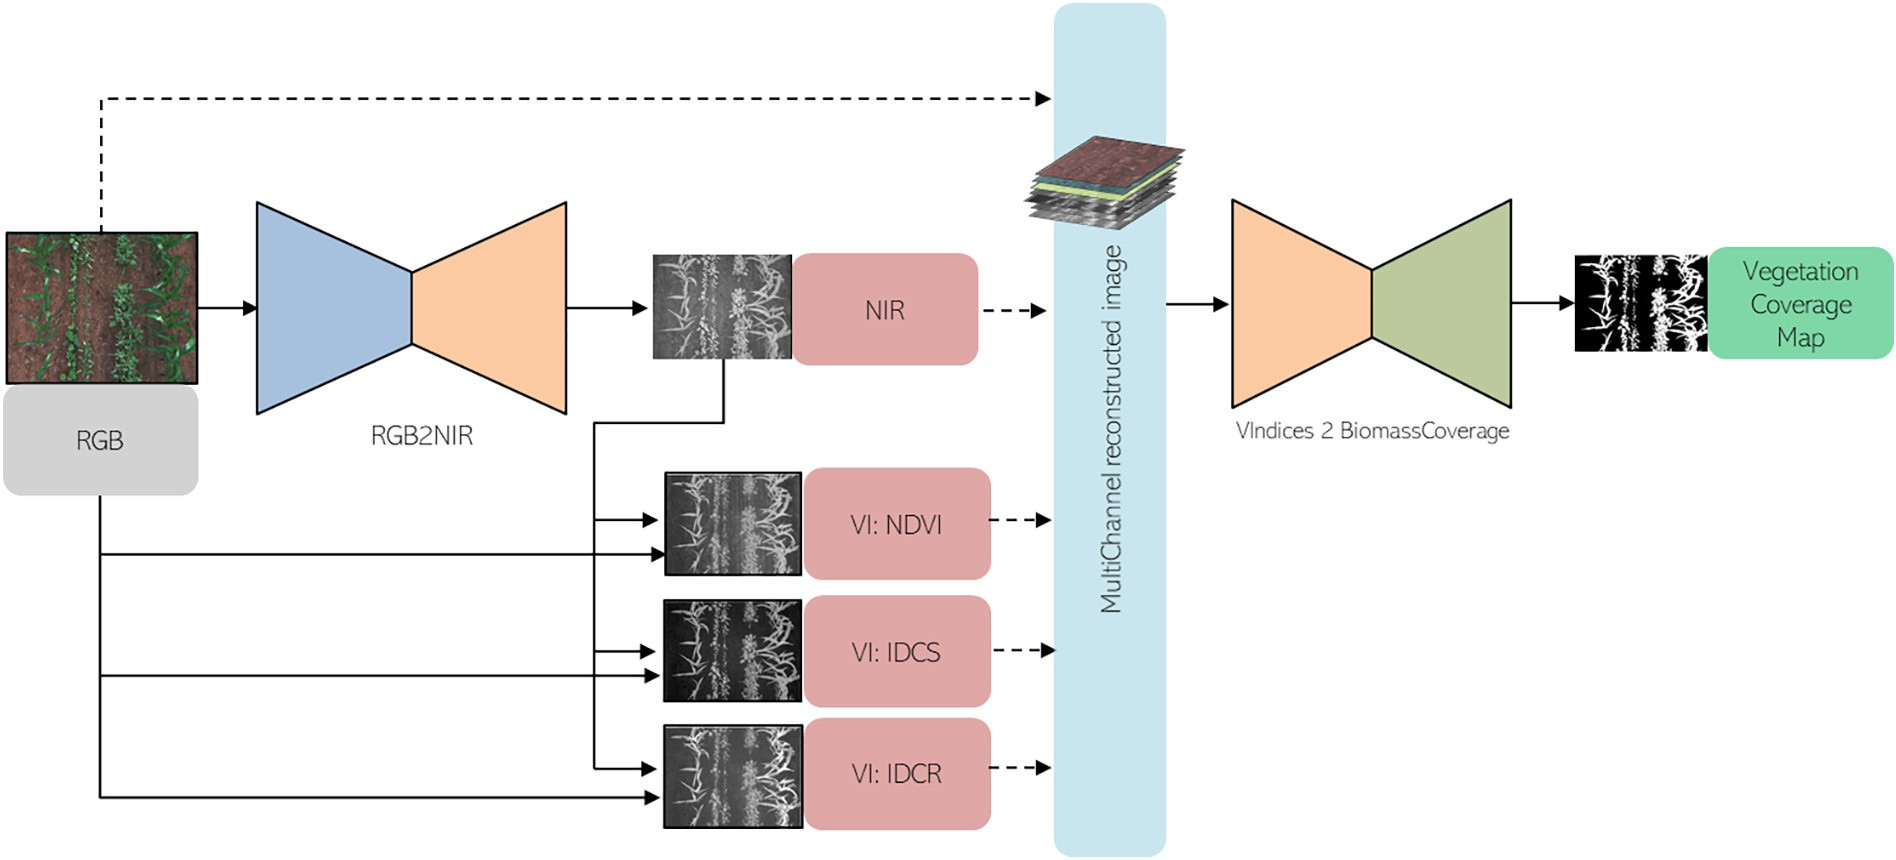 RGB
RGB2NIR
NIR
VI: NDVI
VI: IDCS
VI: IDCR
MultiChannel reconstructed image
VIndices 2 BiomassCoverage
Vegetation
Coverage
Map